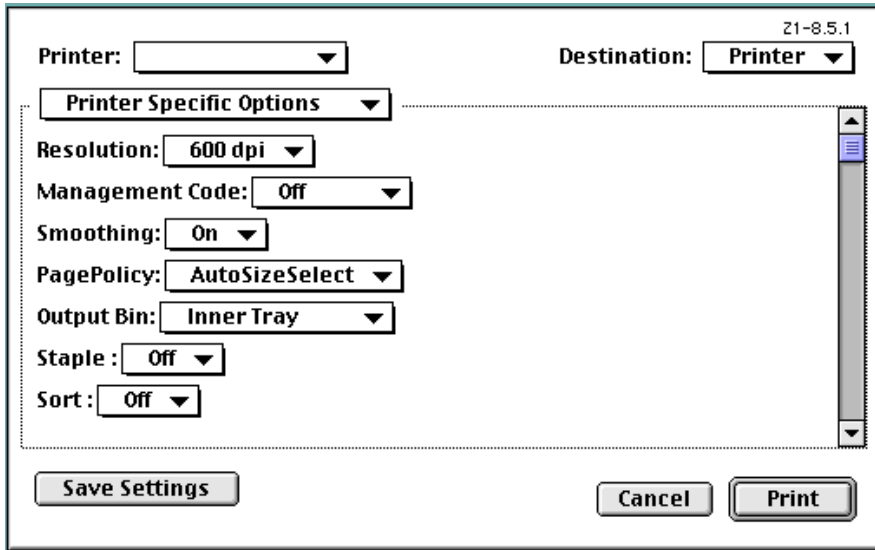 Z1-8.5.1
Printer: Destination: Printer
Printer Specific Options
Resolution: 600 dpi
Management Code: Off
Smoothing: On
PagePolicy: AutoSizeSelect
Output Bin: Inner Tray
Staple : Off
Sort : Off
Save Settings Cancel Print